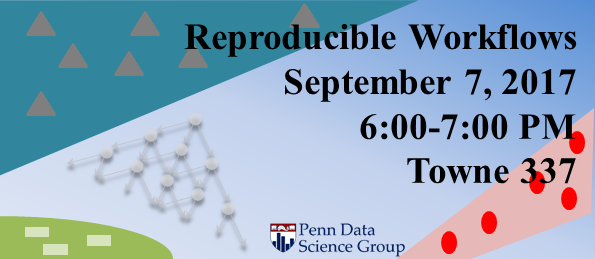 Reproducible Workflows
September 7, 2017
6:00-7:00 PM
Towne 337
Penn Data
Science Group